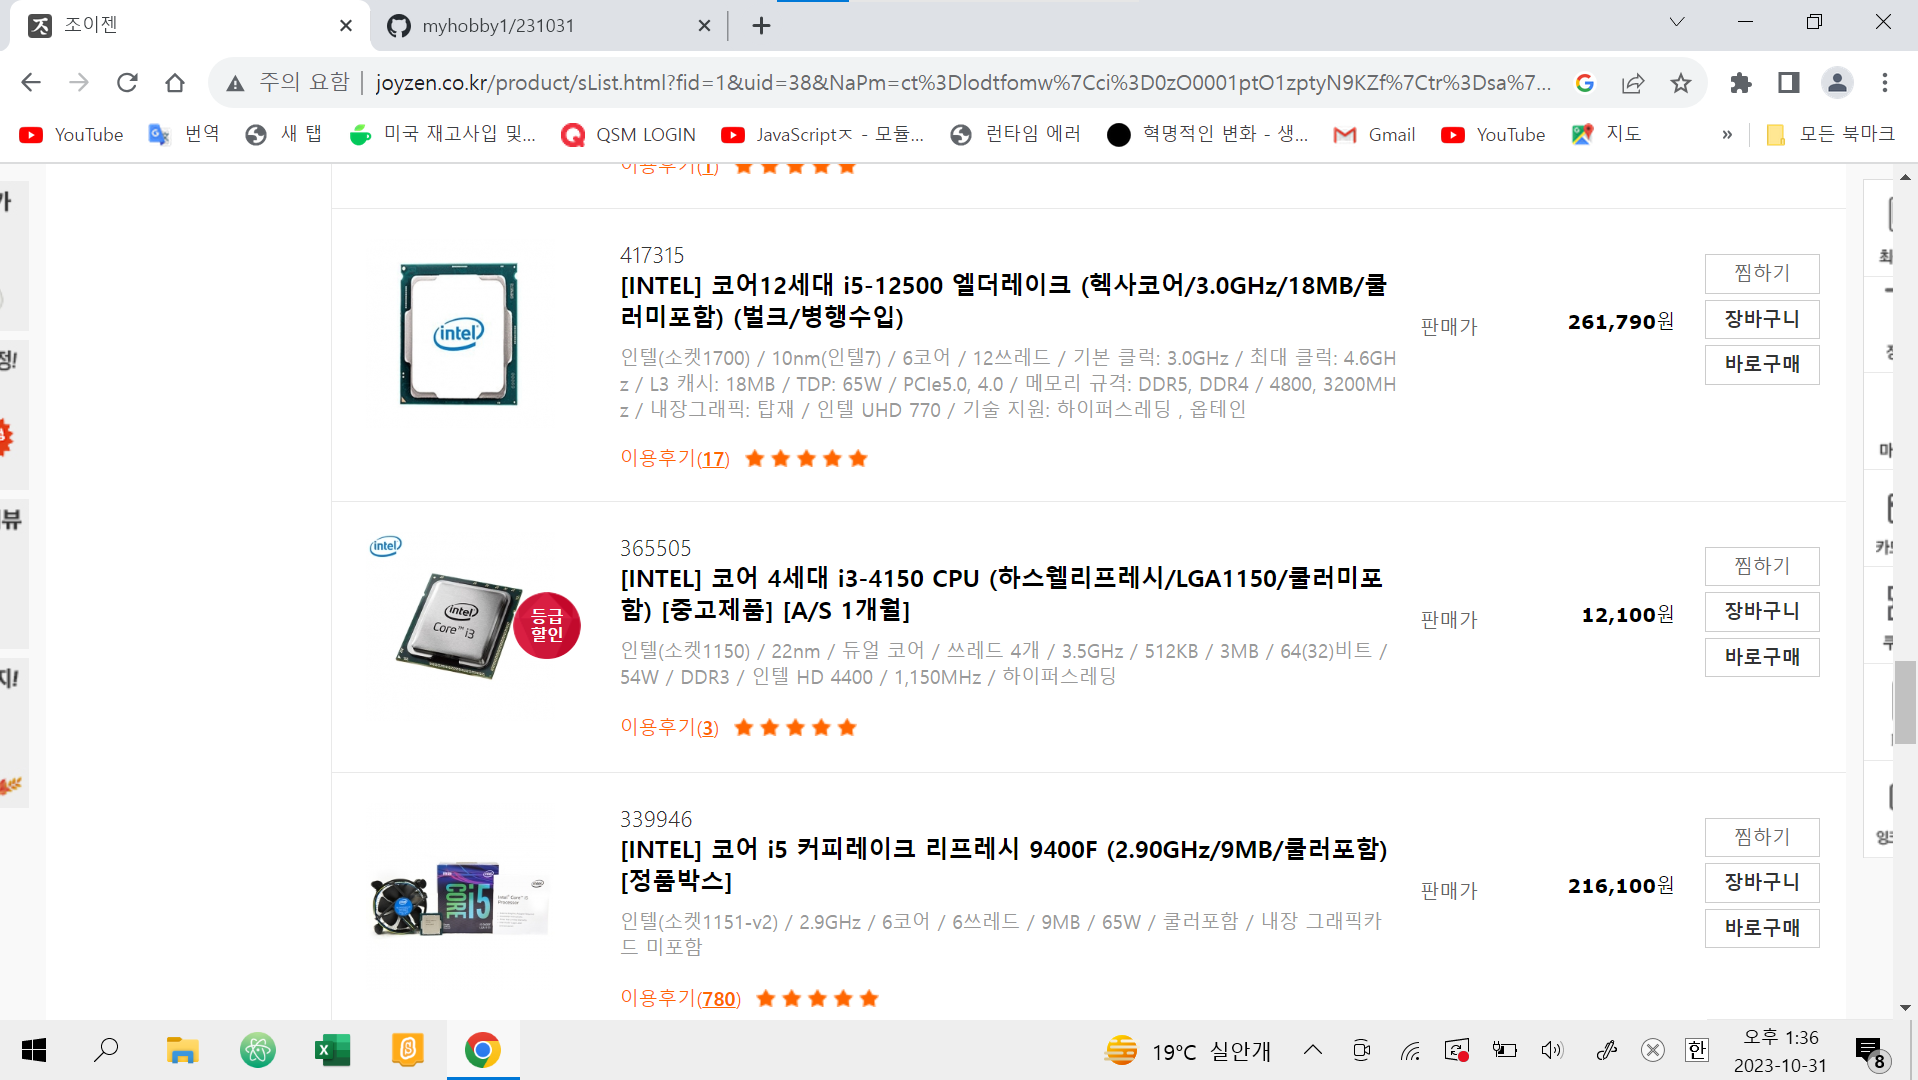 조이젠
myhobby1/231031
주의 요함
joyzen.co.kr/product/sList.html?fid=1&uid=38&NaPm=ct%3Dlodtfomw%7Cci%3D0zO0001ptO1zptyN9KZf%7Ctr%3Dsa%7...
YouTube
번역
새 탭
미국 재고사입 및...
QSM LOGIN
JavaScriptㅈ - 모듈...
런타임 에러
혁명적인 변화 - 생...
Gmail
YouTube
지도
»
모든 북마크
이용후기(1)
417315
[INTEL] 코어12세대 i5-12500 엘더레이크 (헥사코어/3.0GHz/18MB/쿨
러미포함) (벌크/병행수입)
인텔(소켓1700) / 10nm(인텔7) / 6코어 / 12쓰레드 / 기본 클럭: 3.0GHz / 최대 클럭: 4.6GH
z / L3 캐시: 18MB / TDP: 65W / PCIe5.0, 4.0 / 메모리 규격: DDR5, DDR4 / 4800, 3200MH
z / 내장그래픽: 탑재 / 인텔 UHD 770 / 기술 지원: 하이퍼스레딩 , 옵테인
이용후기(17)
intel
판매가
261,790원
찜하기
장바구니
바로구매
365505
[INTEL] 코어 4세대 i3-4150 CPU (하스웰리프레시/LGA1150/쿨러미포
함) [중고제품] [A/S 1개월]
인텔(소켓1150) / 22nm / 듀얼 코어 / 쓰레드 4개 / 3.5GHz / 512KB / 3MB / 64(32)비트 /
54W / DDR3 / 인텔 HD 4400 / 1,150MHz / 하이퍼스레딩
이용후기(3)
intel
intel
Core™ i3
등급
할인
판매가
12,100원
찜하기
장바구니
바로구매
339946
[INTEL] 코어 i5 커피레이크 리프레시 9400F (2.90GHz/9MB/쿨러포함)
[정품박스]
인텔(소켓1151-v2) / 2.9GHz / 6코어 / 6쓰레드 / 9MB / 65W / 쿨러포함 / 내장 그래픽카
드 미포함
이용후기(780)
CORE i5
판매가
216,100원
찜하기
장바구니
바로구매
19°C 실안개
한
오후 1:36
2023-10-31
8